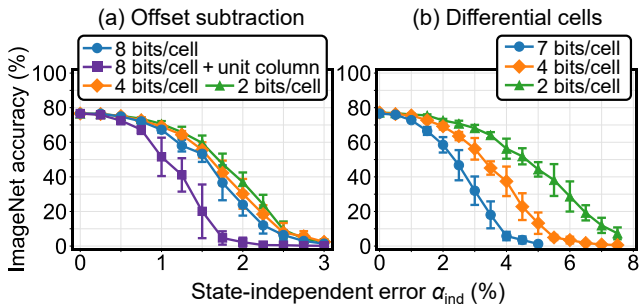 (a) Offset subtraction
(b) Differential cells
8 bits/cell
8 bits/cell + unit column
4 bits/cell
2 bits/cell
7 bits/cell
4 bits/cell
2 bits/cell
ImageNet accuracy (%)
100
80
60
40
20
0
100
80
60
40
20
0
0 1 2 3
0 2 4 6 8
State-independent error α_ind (%)